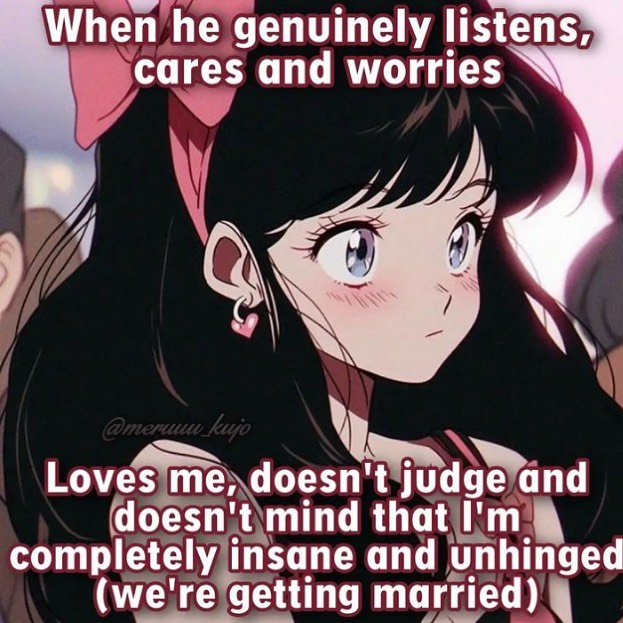 When he genuinely listens,
cares and worries
@meruuu_kujo
Loves me, doesn't judge and
doesn't mind that I'm
completely insane and unhinged
(we're getting married)